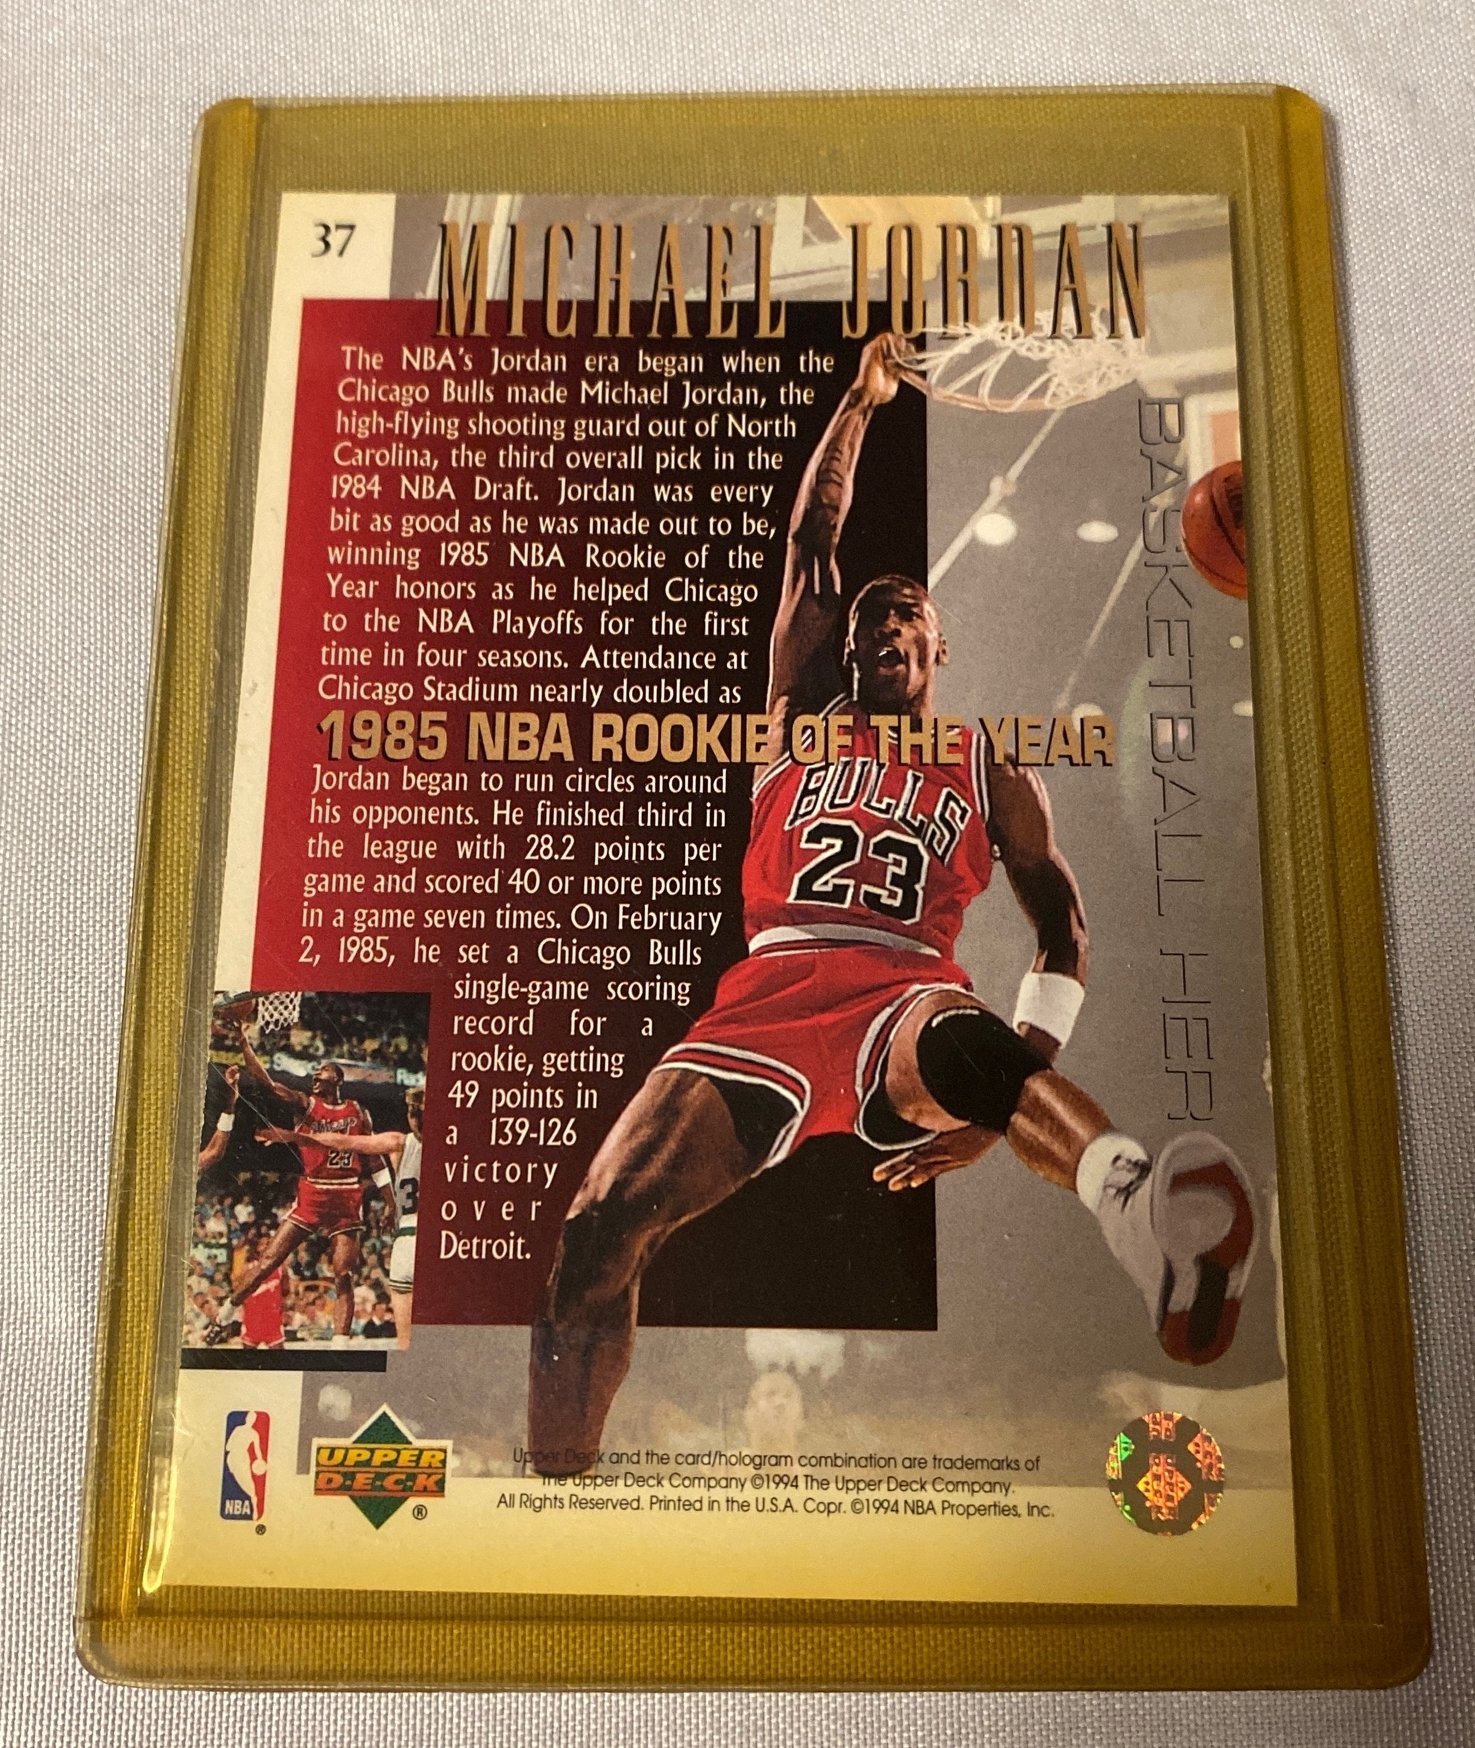 37
MICHAEL JORDAN
The NBA's Jordan era began when the
Chicago Bulls made Michael Jordan, the
high-flying shooting guard out of North
Carolina, the third overall pick in the
1984 NBA Draft. Jordan was every
bit as good as he was made out to be,
winning 1985 NBA Rookie of the
Year honors as he helped Chicago
to the NBA Playoffs for the first
time in four seasons. Attendance at
Chicago Stadium nearly doubled as
1985 NBA ROOKIE OF THE YEAR
Jordan began to run circles around
his opponents. He finished third in
the league with 28.2 points per
game and scored 40 or more points
in a game seven times. On February
2, 1985, he set a Chicago Bulls
single-game scoring
record for a
rookie, getting
49 points in
a 139-126
victory
over
Detroit.
BASKETBALL HER
BULLS
23
23
3
NBA
®
UPPER
D·E·C·K
®
Upper Deck and the card/hologram combination are trademarks of
The Upper Deck Company ©1994 The Upper Deck Company.
All Rights Reserved. Printed in the U.S.A. Copr. ©1994 NBA Properties, Inc.